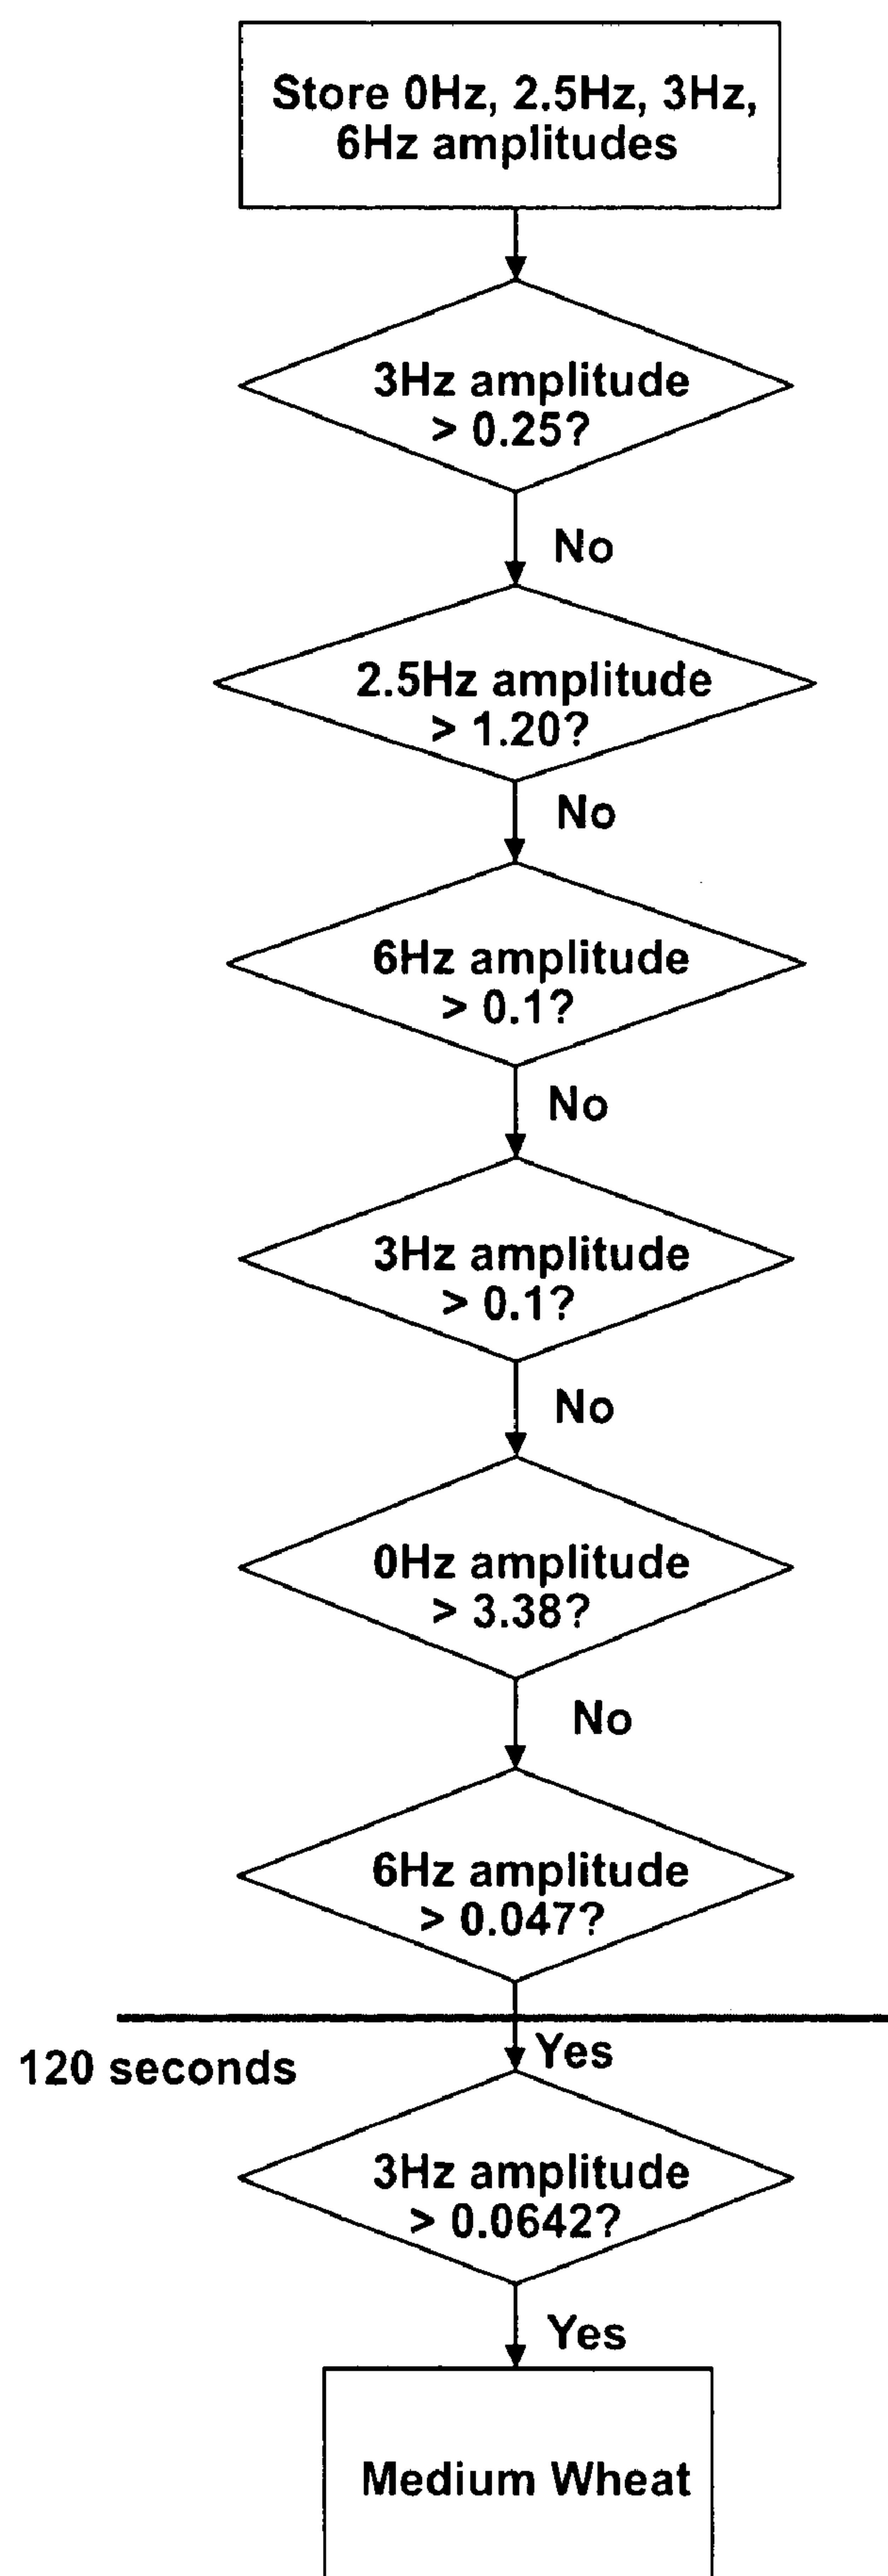 Store 0Hz, 2.5Hz, 3Hz,
6Hz amplitudes
3Hz amplitude
> 0.25?
No
2.5Hz amplitude
> 1.20?
No
6Hz amplitude
> 0.1?
No
3Hz amplitude
> 0.1?
No
0Hz amplitude
> 3.38?
No
6Hz amplitude
> 0.047?
Yes
120 seconds
3Hz amplitude
> 0.0642?
Yes
Medium Wheat